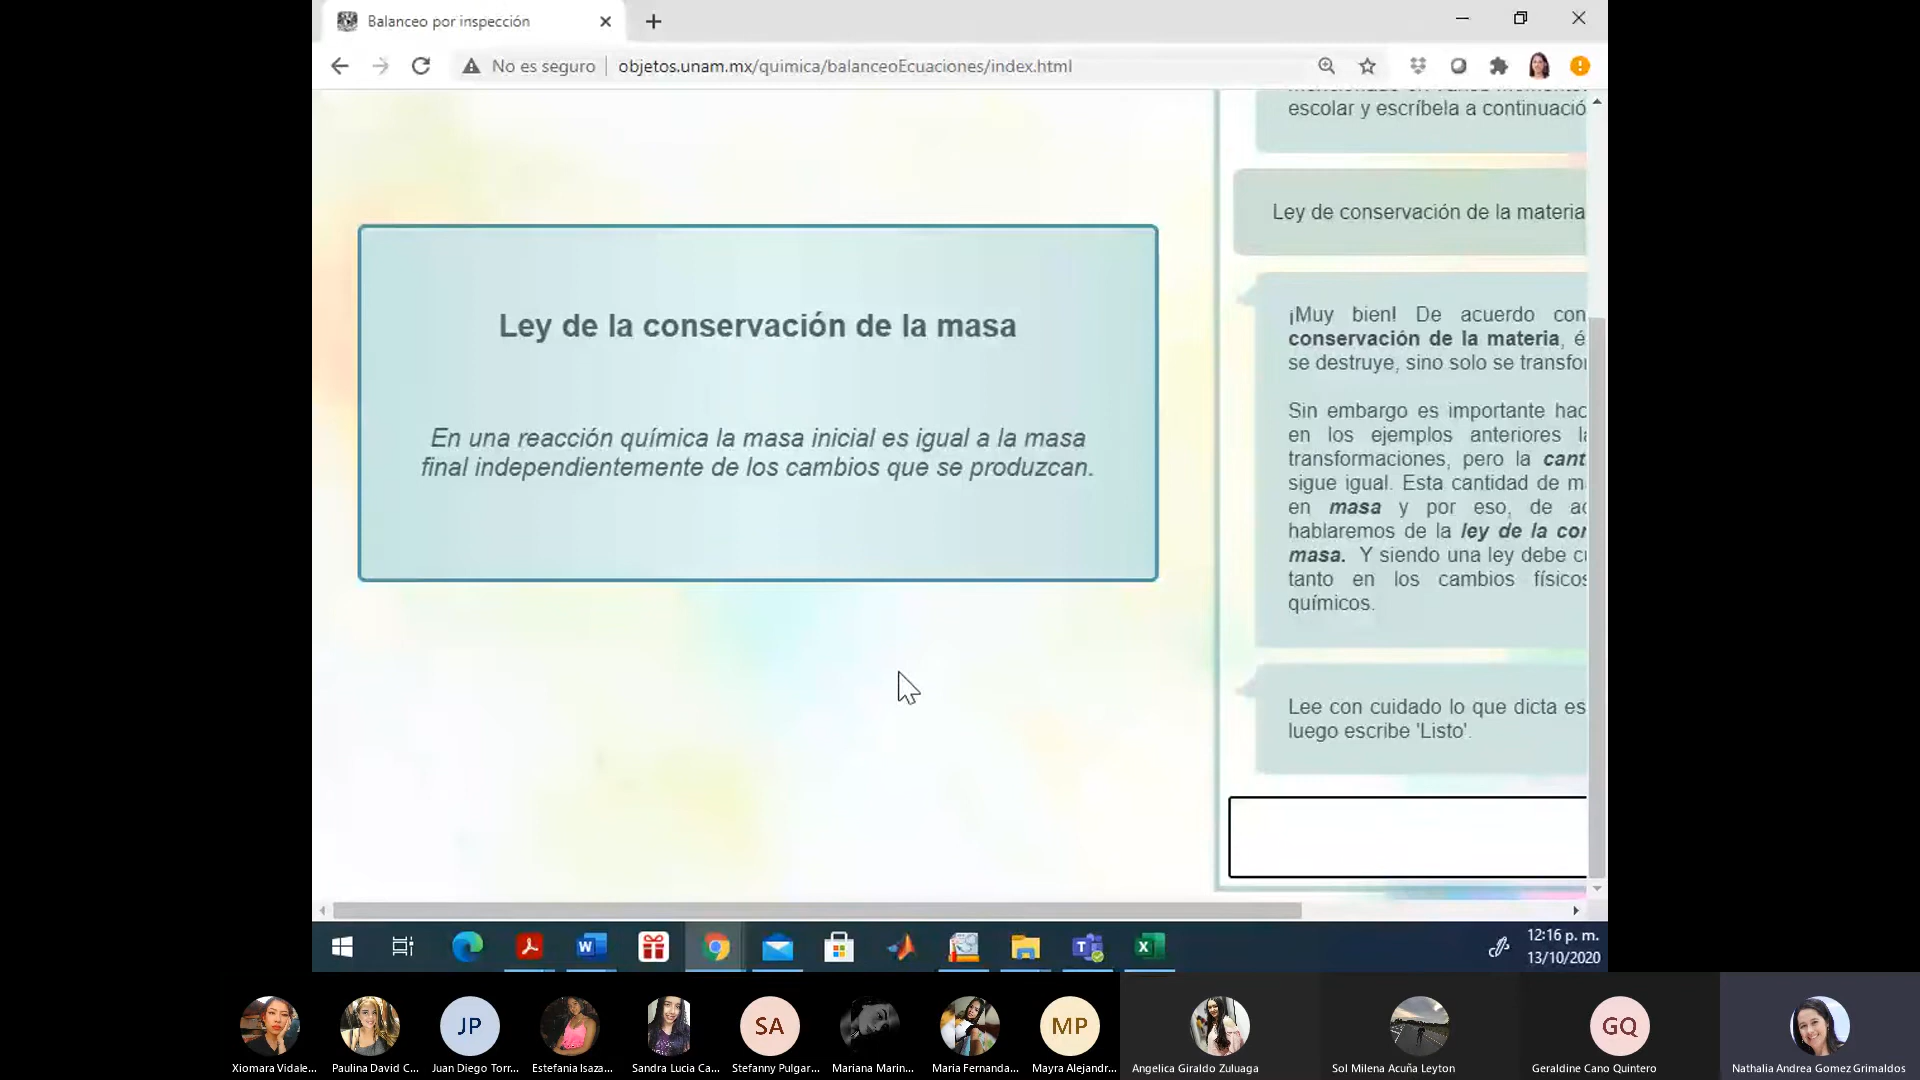 Balanceo por inspección
No es seguro
objetos.unam.mx/quimica/balanceoEcuaciones/index.html
escolar y escríbela a continuació
Ley de conservación de la materia
Ley de la conservación de la masa
En una reacción química la masa inicial es igual a la masa
final independientemente de los cambios que se produzcan.
¡Muy bien! De acuerdo con
conservación de la materia, é
se destruye, sino solo se transfo
Sin embargo es importante hac
en los ejemplos anteriores l
transformaciones, pero la cant
sigue igual. Esta cantidad de m
en masa y por eso, de ac
hablaremos de la ley de la co
masa. Y siendo una ley debe c
tanto en los cambios físicos
químicos.
Lee con cuidado lo que dicta es
luego escribe 'Listo'.
12:16 p. m.
13/10/2020
JP
SA
MP
GQ
Xiomara Vidale...
Paulina David C...
Juan Diego Torr...
Estefania Isaza...
Sandra Lucia Ca...
Stefanny Pulgar...
Mariana Marin...
Maria Fernanda...
Mayra Alejandr...
Angelica Giraldo Zuluaga
Sol Milena Acuña Leyton
Geraldine Cano Quintero
Nathalia Andrea Gomez Grimaldos